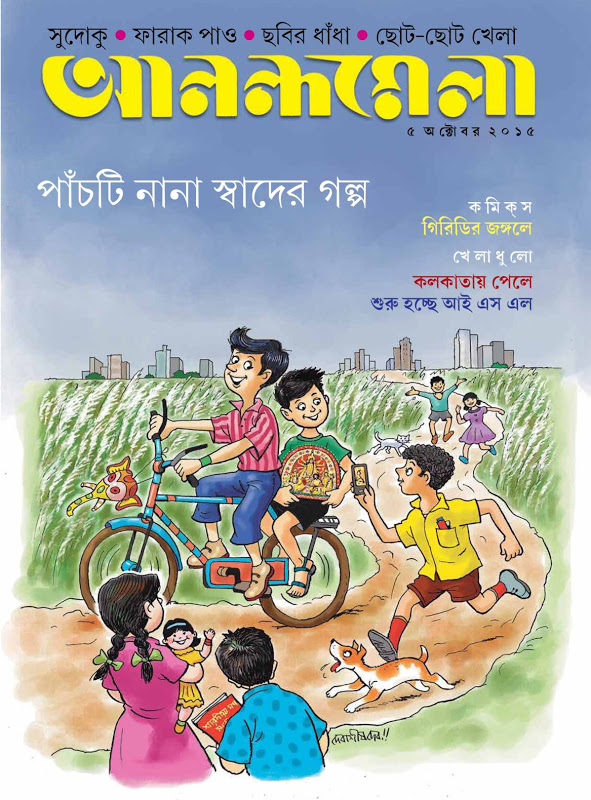 সুদোকু • ফারাক পাও • ছবির ধাঁধা • ছোট-ছোট খেলা
আনন্দমেলা
৫ অক্টোবর ২০১৫
পাঁচটি নানা স্বাদের গল্প
কমিক্‌স
গিরিডির জঙ্গলে
খেলাধুলো
কলকাতায় পেলে
শুরু হচ্ছে আই এস এল